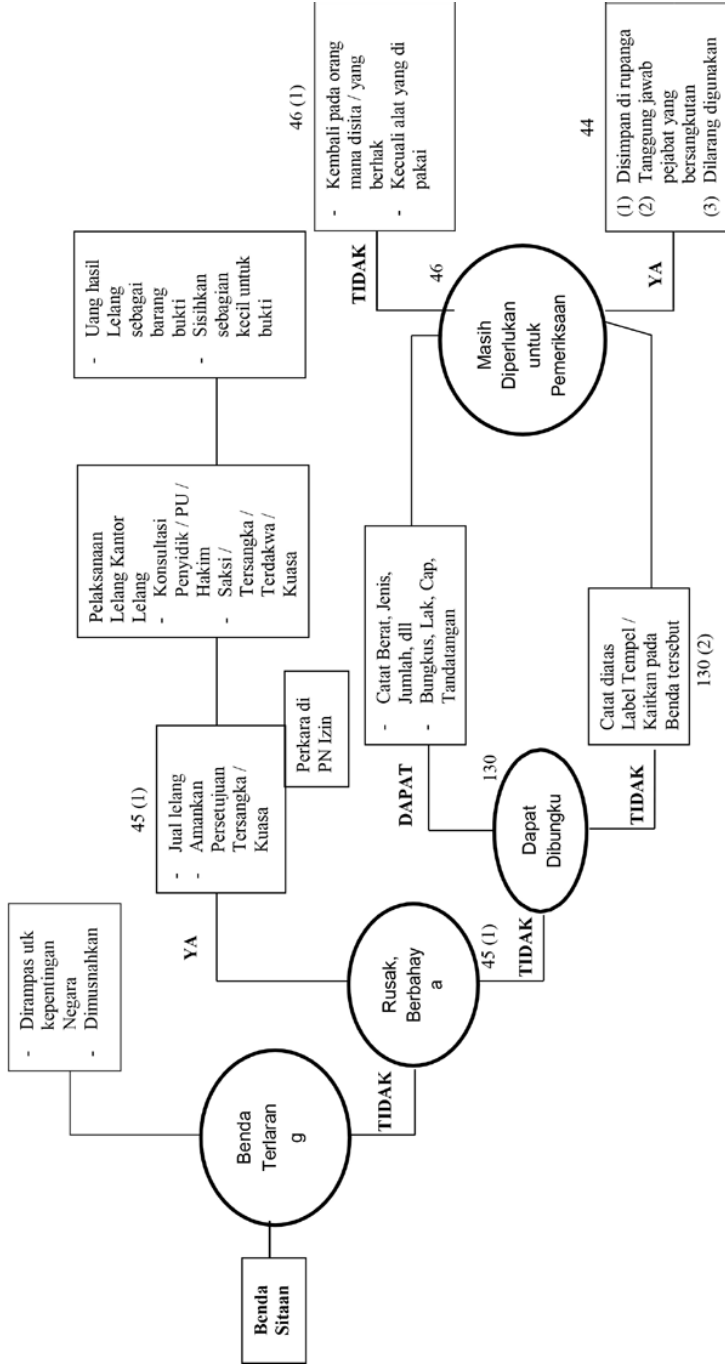 Benda
Sitaan
Benda
Terlaran
g
- Dirampas utk
kepentingan
Negara
- Dimusnahkan
TIDAK
Rusak,
Berbahay
a
YA
45 (1)
- Jual lelang
- Amankan
Persetujuan
Tersangka /
Kuasa
Perkara di
PN Izin
Pelaksanaan
Lelang Kantor
Lelang
- Konsultasi
Penyidik / PU /
Hakim
- Saksi /
Tersangka /
Terdakwa /
Kuasa
- Uang hasil
Lelang
sebagai
barang
bukti
- Sisihkan
sebagian
kecil untuk
bukti
45 (1)
TIDAK
Dapat
Dibungku
130
DAPAT
- Catat Berat, Jenis,
Jumlah, dll
- Bungkus, Lak, Cap,
Tandatangan
TIDAK
Catat diatas
Label Tempel /
Kaitkan pada
Benda tersebut
130 (2)
Masih
Diperlukan
untuk
Pemeriksaan
46
TIDAK
46 (1)
- Kembali pada orang
mana disita / yang
berhak
- Kecuali alat yang di
pakai
YA
44
(1) Disimpan di rupanga
(2) Tanggung jawab
pejabat yang
bersangkutan
(3) Dilarang digunakan